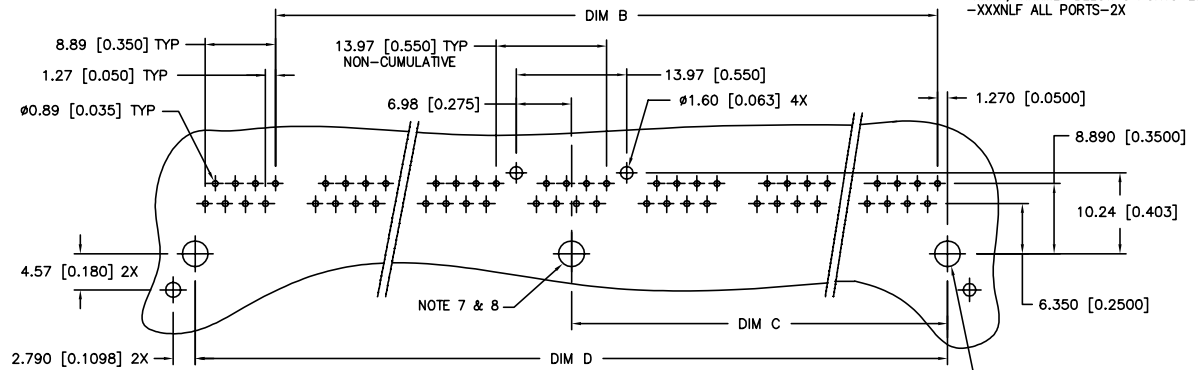 -XXXNLF ALL PORTS-2X
DIM B
8.89 [0.350] TYP
13.97 [0.550] TYP
NON-CUMULATIVE
1.27 [0.050] TYP
13.97 [0.550]
6.98 [0.275]
ø1.60 [0.063] 4X
1.270 [0.0500]
ø0.89 [0.035] TYP
8.890 [0.3500]
10.24 [0.403]
4.57 [0.180] 2X
NOTE 7 & 8
6.350 [0.2500]
DIM C
2.790 [0.1098] 2X
DIM D